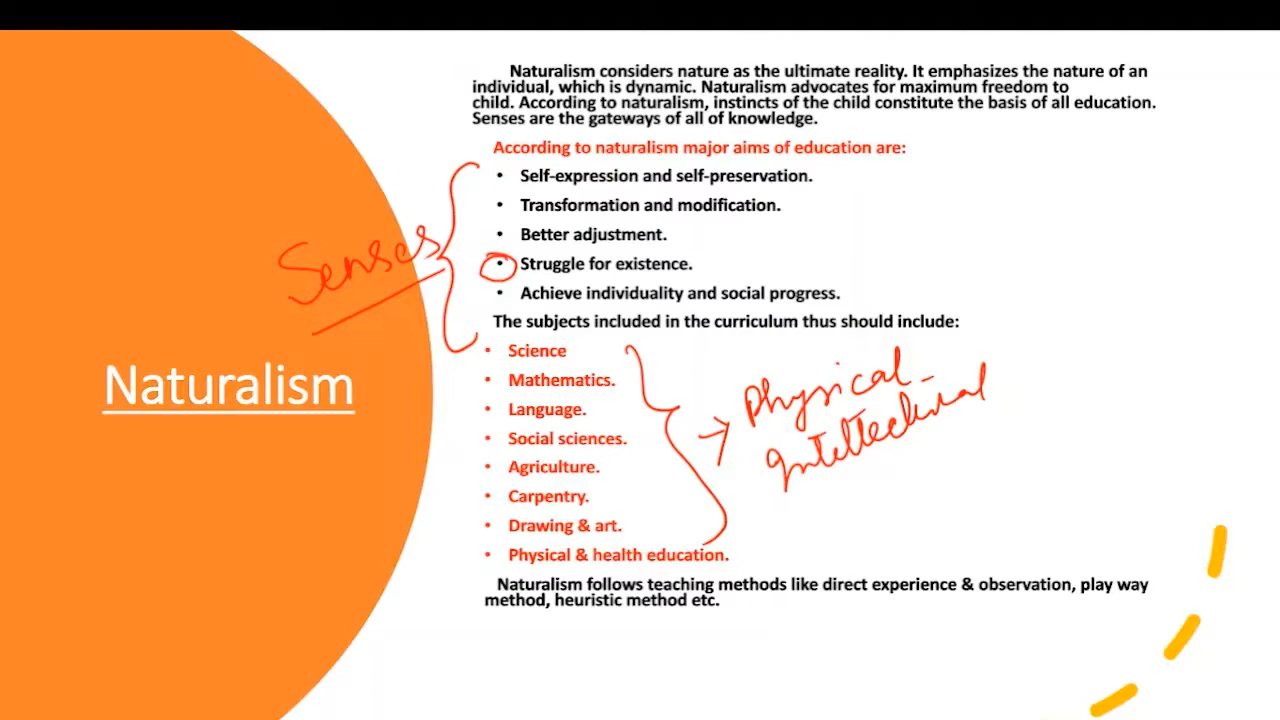 Naturalism considers nature as the ultimate reality. It emphasizes the nature of an
individual, which is dynamic. Naturalism advocates for maximum freedom to
child. According to naturalism, instincts of the child constitute the basis of all education.
Senses are the gateways of all of knowledge.
According to naturalism major aims of education are:
• Self-expression and self-preservation.
• Transformation and modification.
• Better adjustment.
• Struggle for existence.
• Achieve individuality and social progress.
Senses
The subjects included in the curriculum thus should include:
• Science
• Mathematics.
• Language.
• Social sciences.
• Agriculture.
• Carpentry.
• Drawing & art.
• Physical & health education.
Physical
Intellectual
Naturalism
Naturalism follows teaching methods like direct experience & observation, play way
method, heuristic method etc.